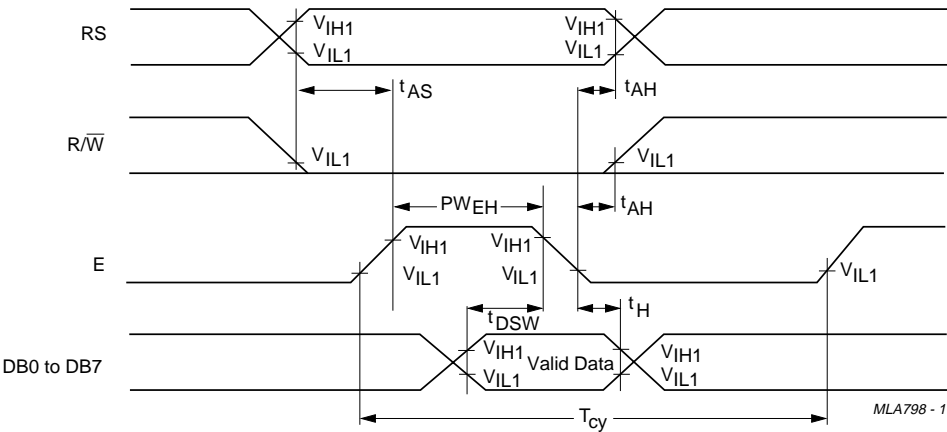 RS
V_IH1
V_IL1
V_IH1
V_IL1
t_AS
t_AH
R/W̅
V_IL1
V_IL1
PW_EH
t_AH
E
V_IH1
V_IL1
V_IH1
V_IL1
V_IL1
t_DSW
t_H
DB0 to DB7
V_IH1
V_IL1
Valid Data
V_IH1
V_IL1
T_cy
MLA798 - 1